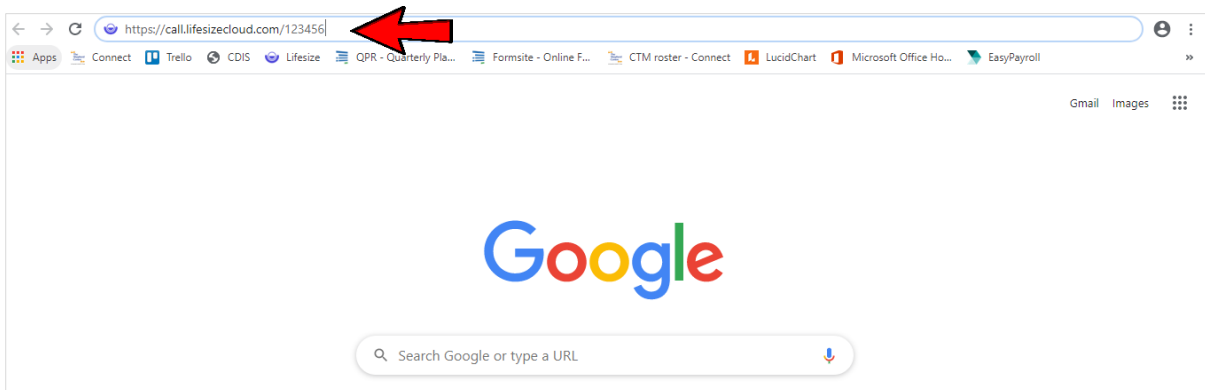 https://call.lifesizecloud.com/123456
Apps Connect Trello CDIS Lifesize QPR - Quarterly Pla... Formsite - Online F... CTM roster - Connect LucidChart Microsoft Office Ho... EasyPayroll »
Gmail Images
Google
Search Google or type a URL